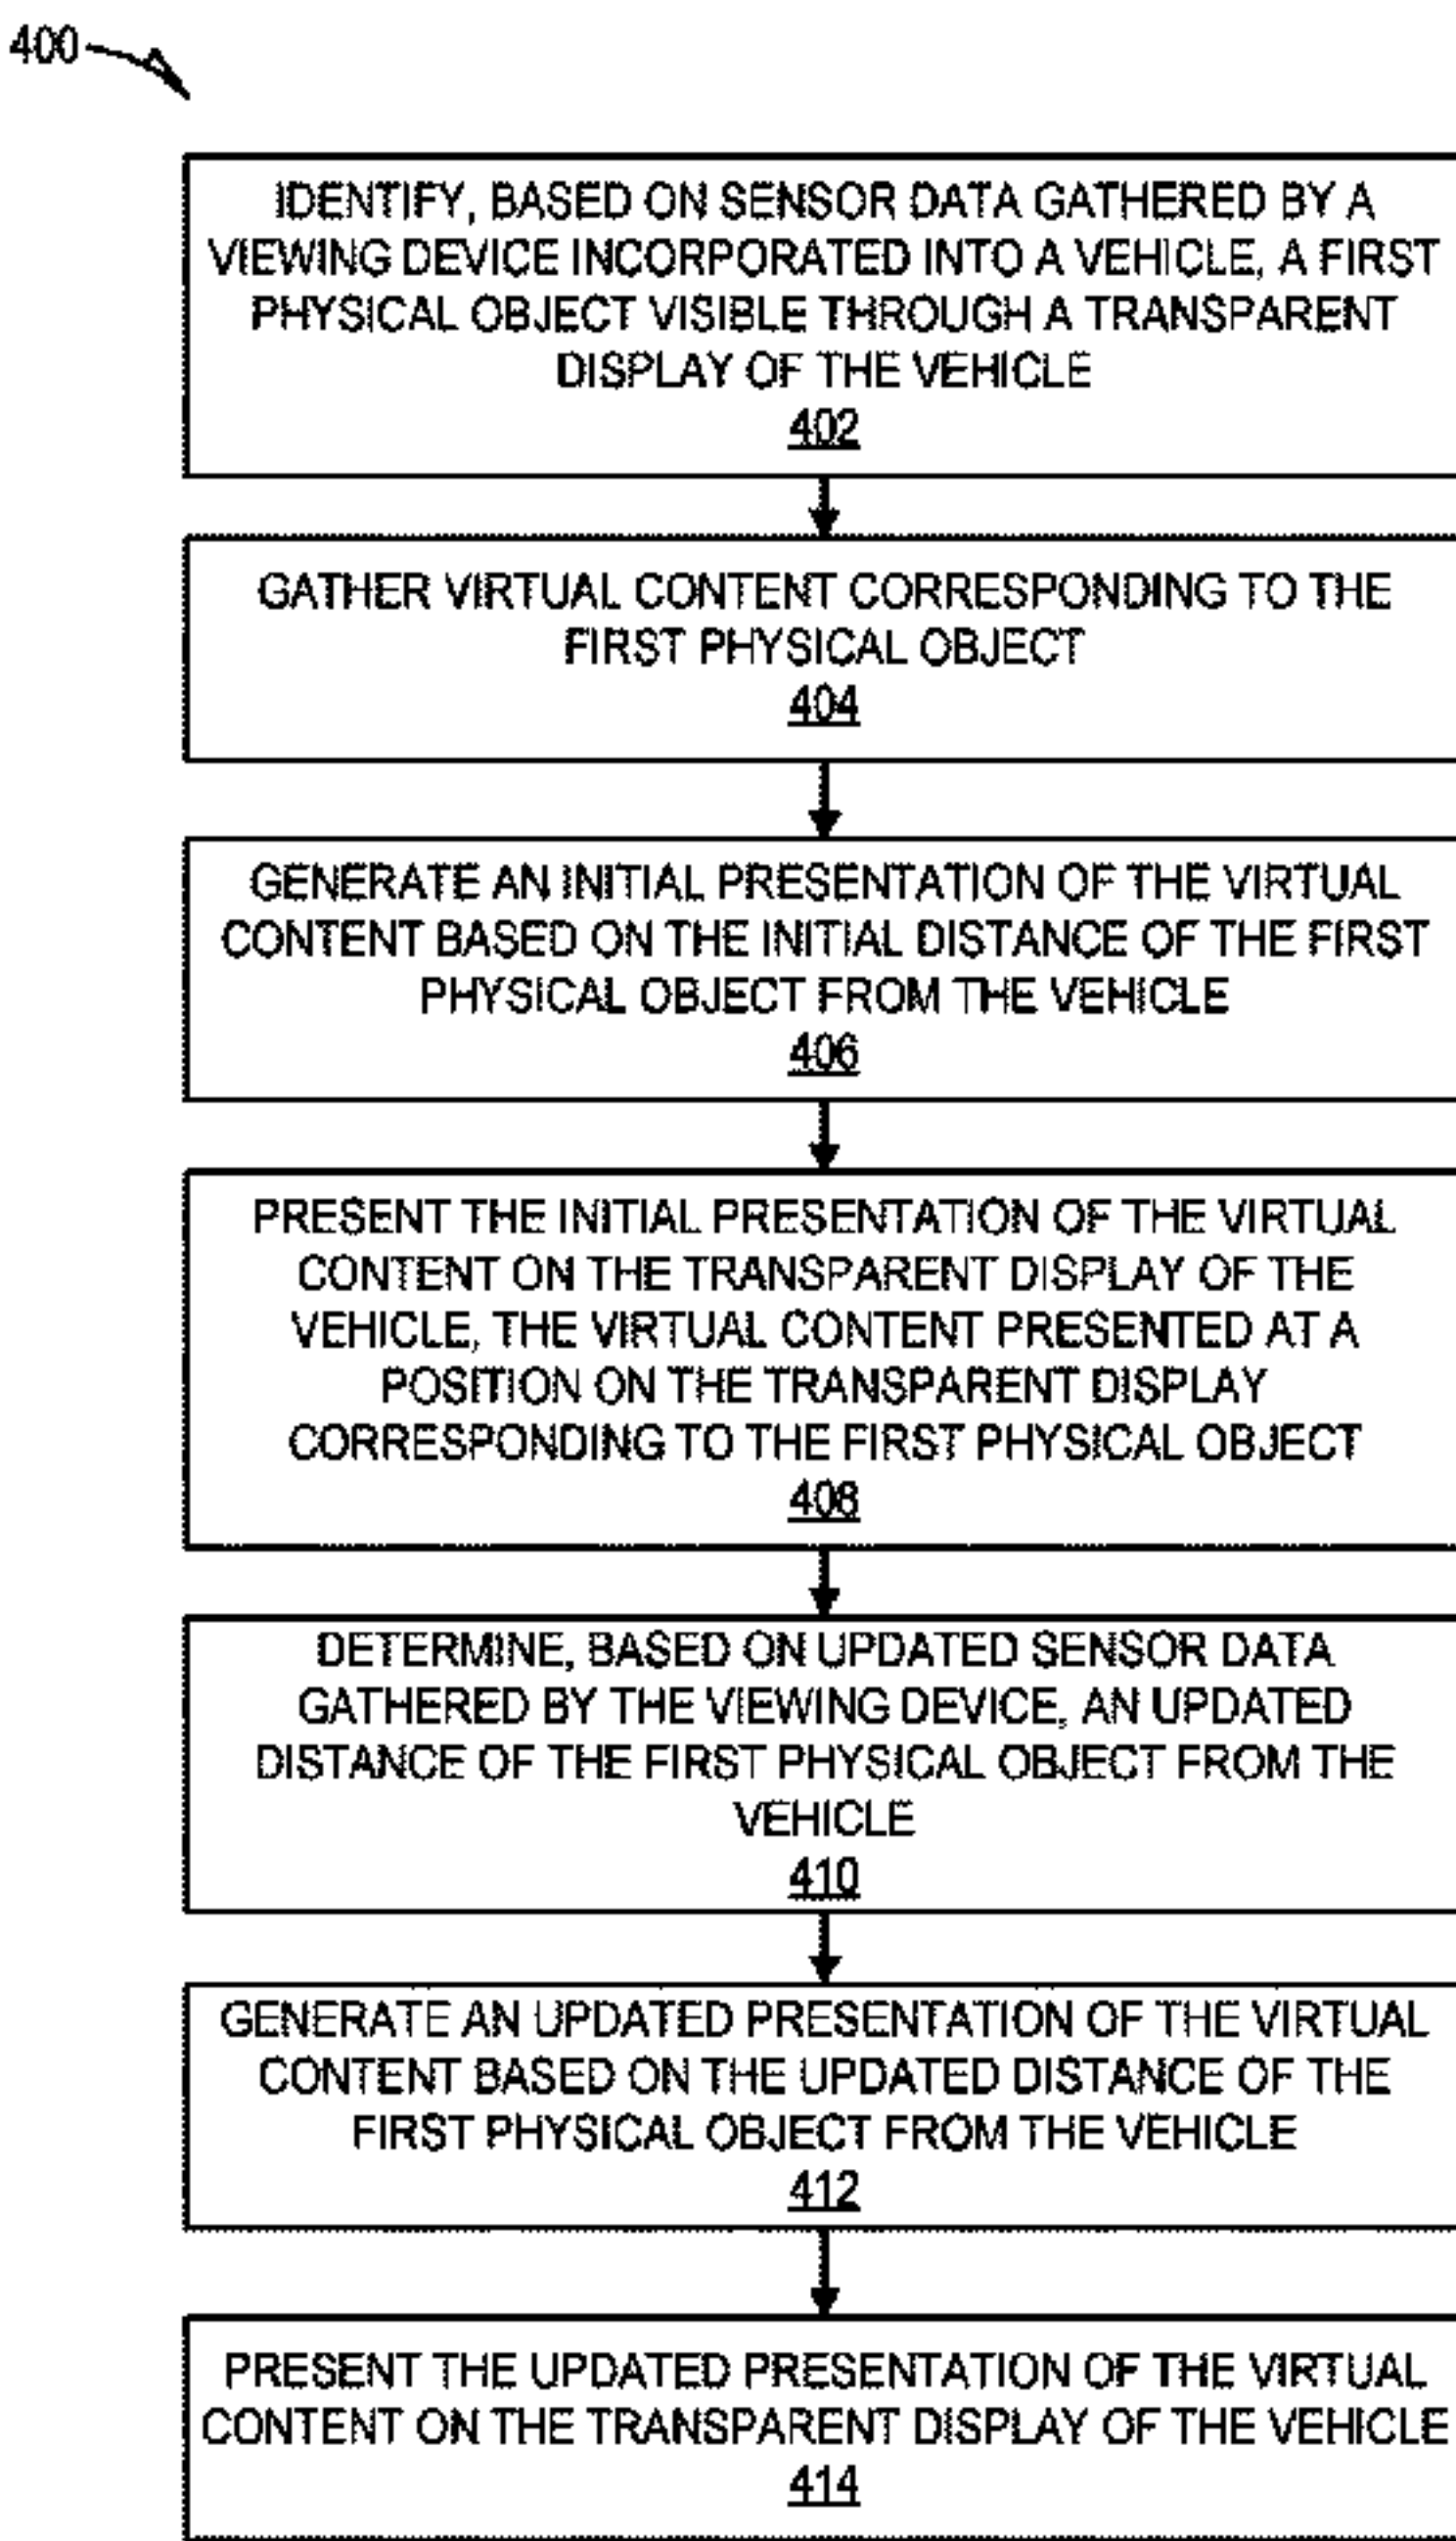 400
IDENTIFY, BASED ON SENSOR DATA GATHERED BY A
VIEWING DEVICE INCORPORATED INTO A VEHICLE, A FIRST
PHYSICAL OBJECT VISIBLE THROUGH A TRANSPARENT
DISPLAY OF THE VEHICLE
402
GATHER VIRTUAL CONTENT CORRESPONDING TO THE
FIRST PHYSICAL OBJECT
404
GENERATE AN INITIAL PRESENTATION OF THE VIRTUAL
CONTENT BASED ON THE INITIAL DISTANCE OF THE FIRST
PHYSICAL OBJECT FROM THE VEHICLE
406
PRESENT THE INITIAL PRESENTATION OF THE VIRTUAL
CONTENT ON THE TRANSPARENT DISPLAY OF THE
VEHICLE, THE VIRTUAL CONTENT PRESENTED AT A
POSITION ON THE TRANSPARENT DISPLAY
CORRESPONDING TO THE FIRST PHYSICAL OBJECT
408
DETERMINE, BASED ON UPDATED SENSOR DATA
GATHERED BY THE VIEWING DEVICE, AN UPDATED
DISTANCE OF THE FIRST PHYSICAL OBJECT FROM THE
VEHICLE
410
GENERATE AN UPDATED PRESENTATION OF THE VIRTUAL
CONTENT BASED ON THE UPDATED DISTANCE OF THE
FIRST PHYSICAL OBJECT FROM THE VEHICLE
412
PRESENT THE UPDATED PRESENTATION OF THE VIRTUAL
CONTENT ON THE TRANSPARENT DISPLAY OF THE VEHICLE
414